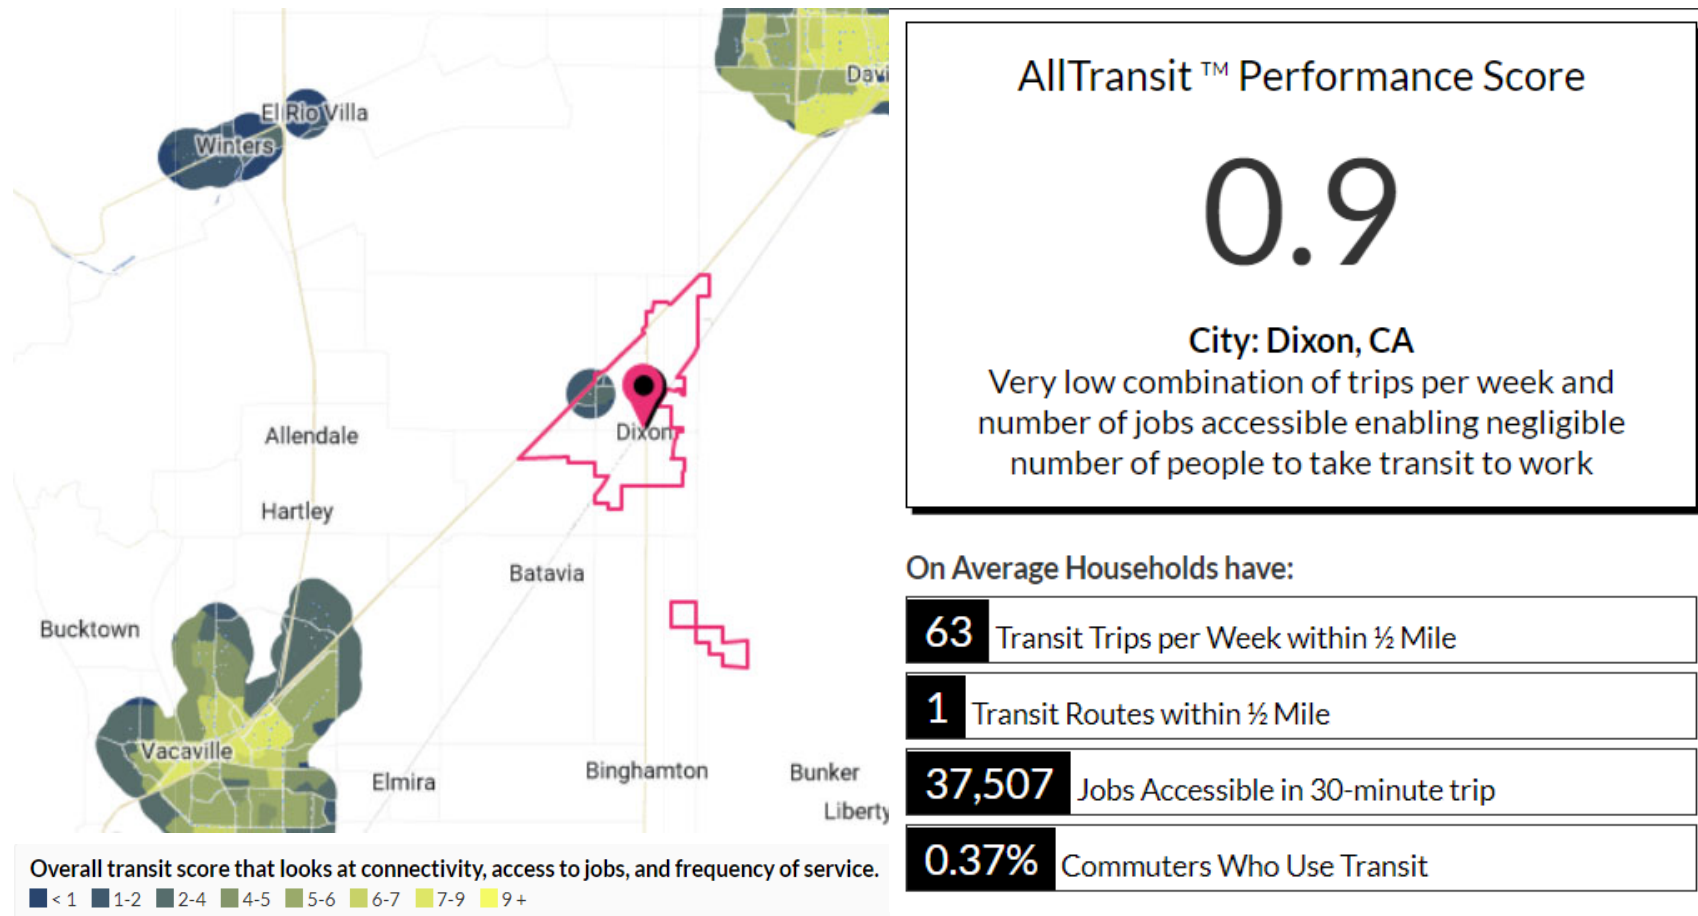 El Rio Villa
Winters
Allendale
Hartley
Dixon
Batavia
Bucktown
Vacaville
Elmira
Binghamton
Bunker
Liberty
Overall transit score that looks at connectivity, access to jobs, and frequency of service.
< 1 1-2 2-4 4-5 5-6 6-7 7-9 9 +
AllTransit ™ Performance Score
0.9
City: Dixon, CA
Very low combination of trips per week and
number of jobs accessible enabling negligible
number of people to take transit to work
On Average Households have:
63 Transit Trips per Week within ½ Mile
1 Transit Routes within ½ Mile
37,507 Jobs Accessible in 30-minute trip
0.37% Commuters Who Use Transit